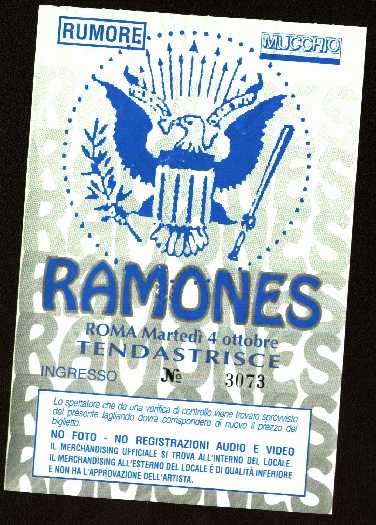 RUMORE
MUCCHIO
RAMONES
ROMA Martedì 4 ottobre
TENDASTRISCE
INGRESSO № 3073
Lo spettatore che da una verifica di controllo viene trovato sprovvisto
del presente tagliando dovrà corrispondere di nuovo il prezzo del
biglietto.
NO FOTO - NO REGISTRAZIONI AUDIO E VIDEO
IL MERCHANDISING UFFICIALE SI TROVA ALL'INTERNO DEL LOCALE.
IL MERCHANDISING ALL'ESTERNO DEL LOCALE È DI QUALITÀ INFERIORE
E NON HA L'APPROVAZIONE DELL'ARTISTA.